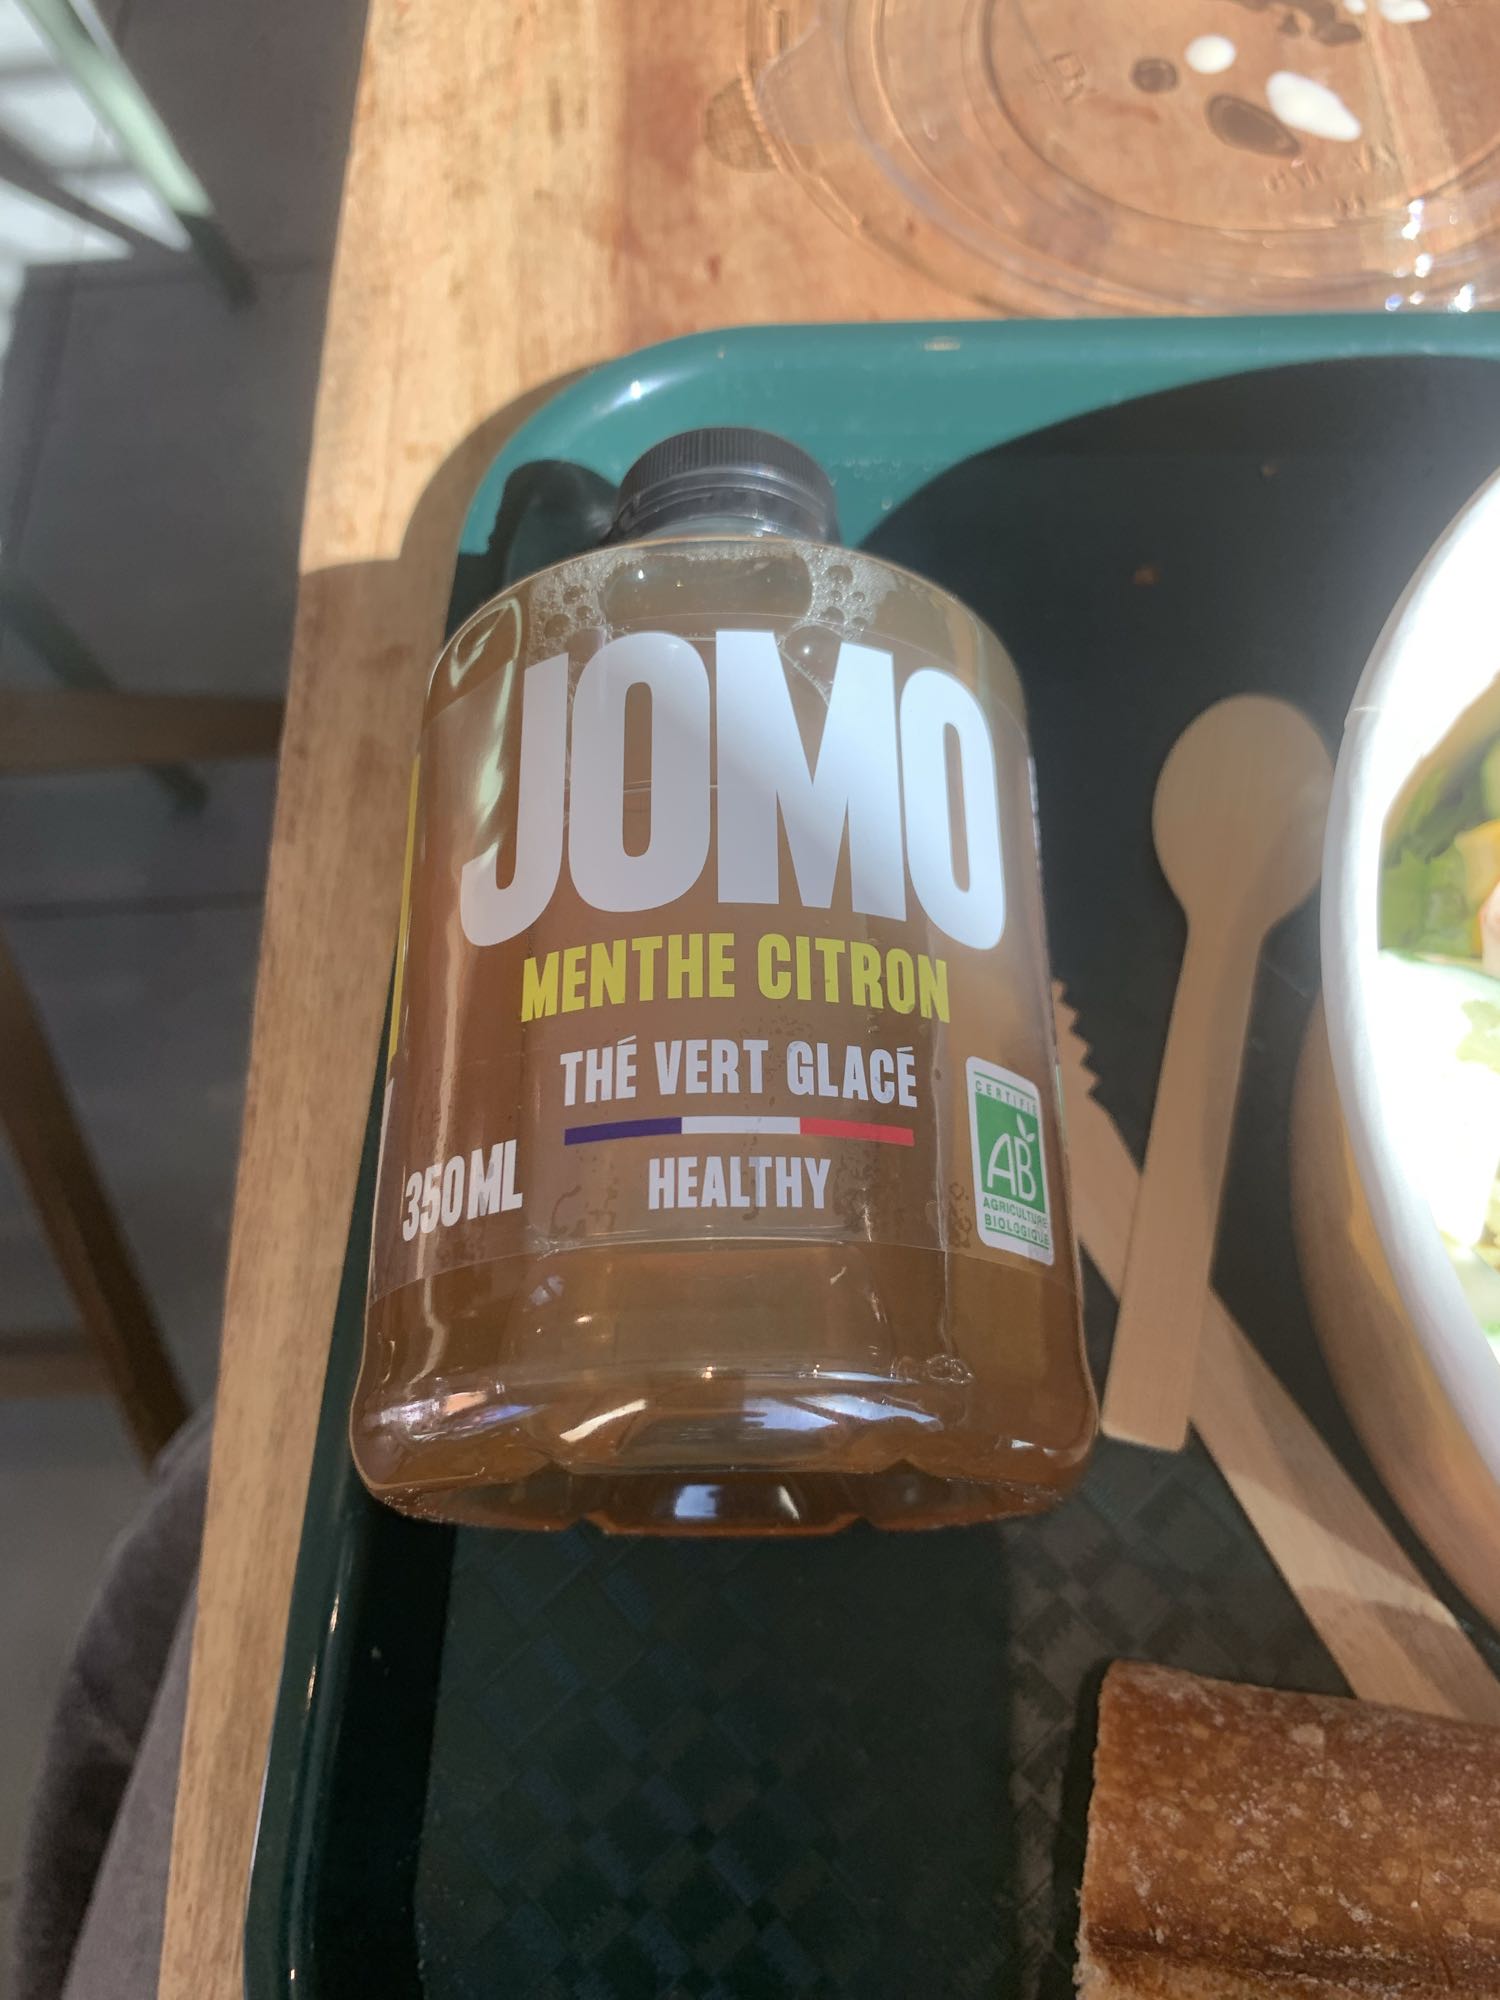 JOMO
MENTHE CITRON
THÉ VERT GLACÉ
HEALTHY
350ML
CERTIFIÉ
AB
AGRICULTURE
BIOLOGIQUE